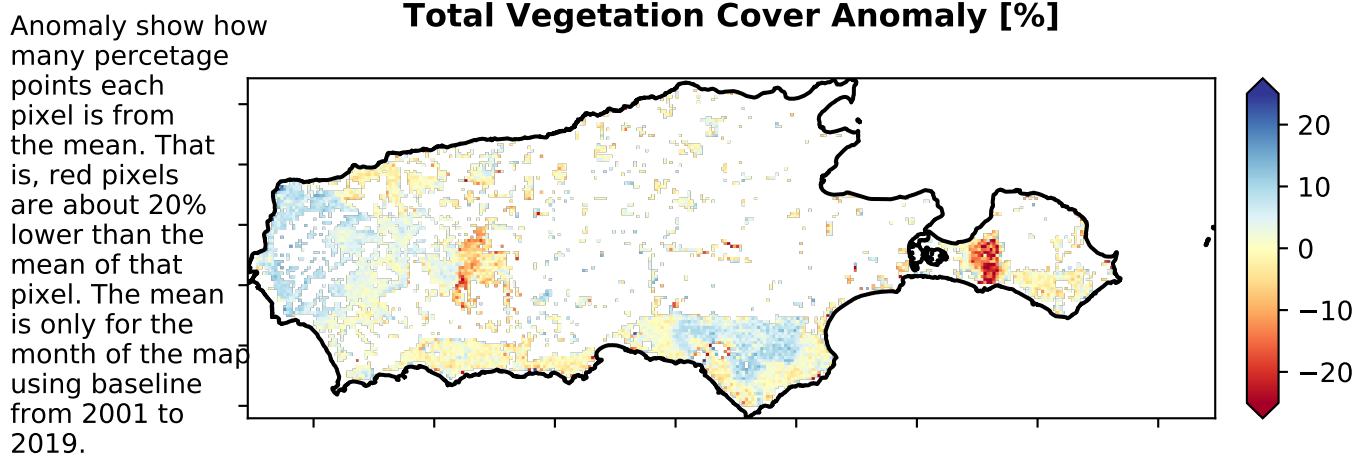 Total Vegetation Cover Anomaly [%]
Anomaly show how
many percetage
points each
pixel is from
the mean. That
is, red pixels
are about 20%
lower than the
mean of that
pixel. The mean
is only for the
month of the map
using baseline
from 2001 to
2019.
20
10
0
−10
−20